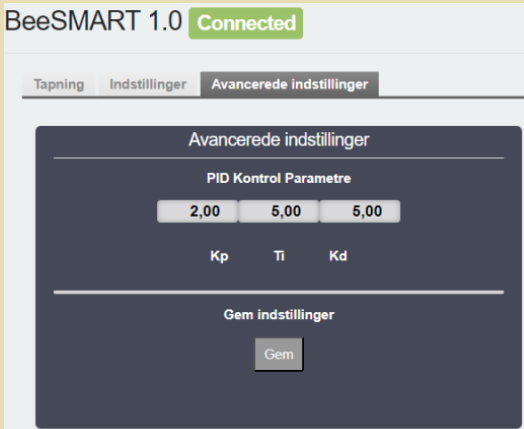 BeeSMART 1.0 Connected
Tapning Indstillinger Avancerede indstillinger
Avancerede indstillinger
PID Kontrol Parametre
2,00 5,00 5,00
Kp Ti Kd
Gem indstillinger
Gem